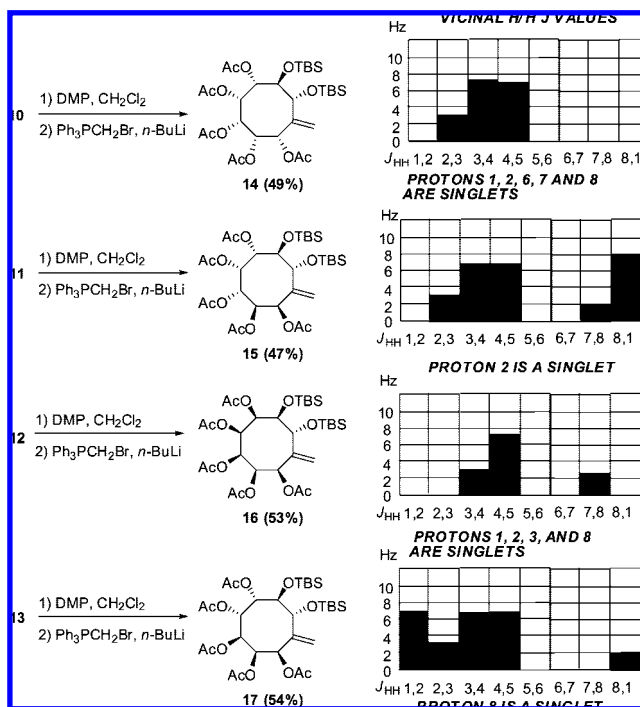 VICINAL H/H J VALUES
Hz
10
8
6
4
2
0
AcO OTBS
AcO OTBS
AcO
AcO OAc
10
1) DMP, CH2Cl2
2) Ph3PCH2Br, n-BuLi
14 (49%)
JHH 1,2 2,3 3,4 4,5 5,6 6,7 7,8 8,1
PROTONS 1, 2, 6, 7 AND 8
ARE SINGLETS
10
8
6
4
2
0
AcO OTBS
AcO OTBS
AcO
AcO OAc
11
1) DMP, CH2Cl2
2) Ph3PCH2Br, n-BuLi
15 (47%)
JHH 1,2 2,3 3,4 4,5 5,6 6,7 7,8 8,1
PROTON 2 IS A SINGLET
Hz
10
8
6
4
2
0
AcO OTBS
AcO OTBS
AcO
AcO OAc
12
1) DMP, CH2Cl2
2) Ph3PCH2Br, n-BuLi
16 (53%)
JHH 1,2 2,3 3,4 4,5 5,6 6,7 7,8 8,1
PROTONS 1, 2, 3, AND 8
ARE SINGLETS
Hz
10
8
6
4
2
0
AcO OTBS
AcO OTBS
AcO
AcO OAc
13
1) DMP, CH2Cl2
2) Ph3PCH2Br, n-BuLi
17 (54%)
JHH 1,2 2,3 3,4 4,5 5,6 6,7 7,8 8,1
PROTON 8 IS A SINGLET